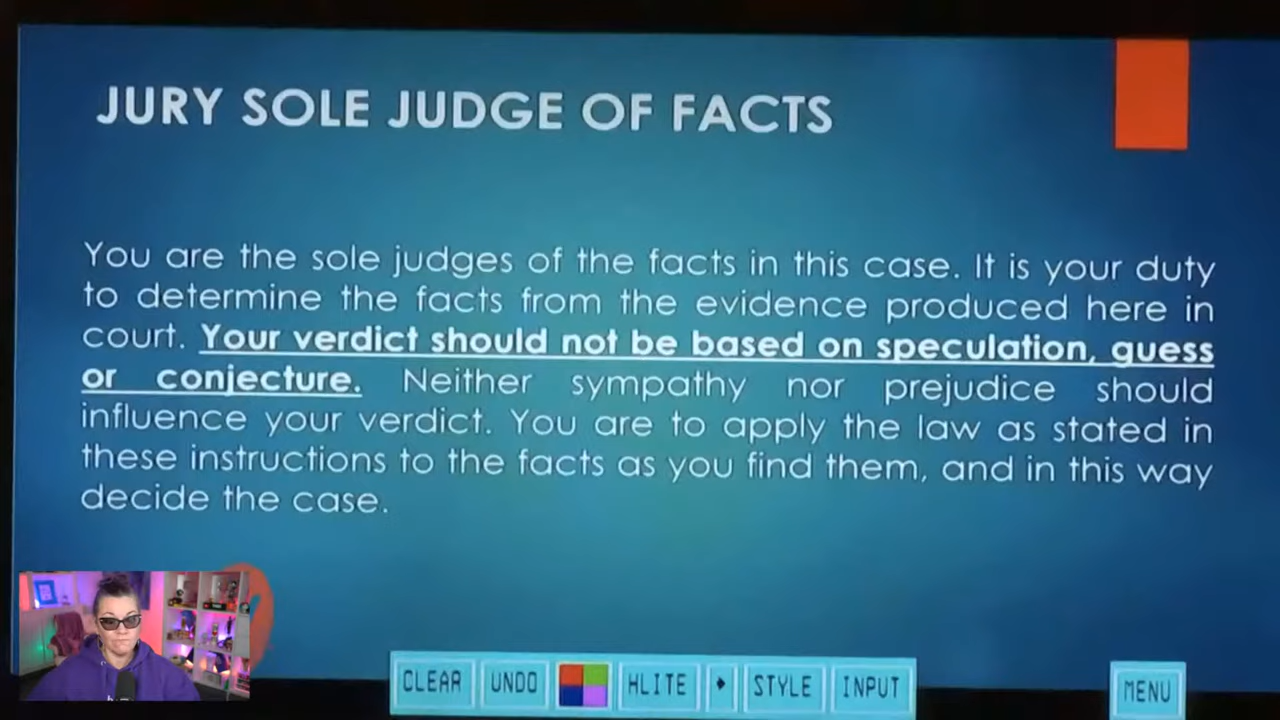 JURY SOLE JUDGE OF FACTS
You are the sole judges of the facts in this case. It is your duty
to determine the facts from the evidence produced here in
court. Your verdict should not be based on speculation, guess
or conjecture. Neither sympathy nor prejudice should
influence your verdict. You are to apply the law as stated in
these instructions to the facts as you find them, and in this way
decide the case.
CLEAR UNDO HLITE STYLE INPUT MENU